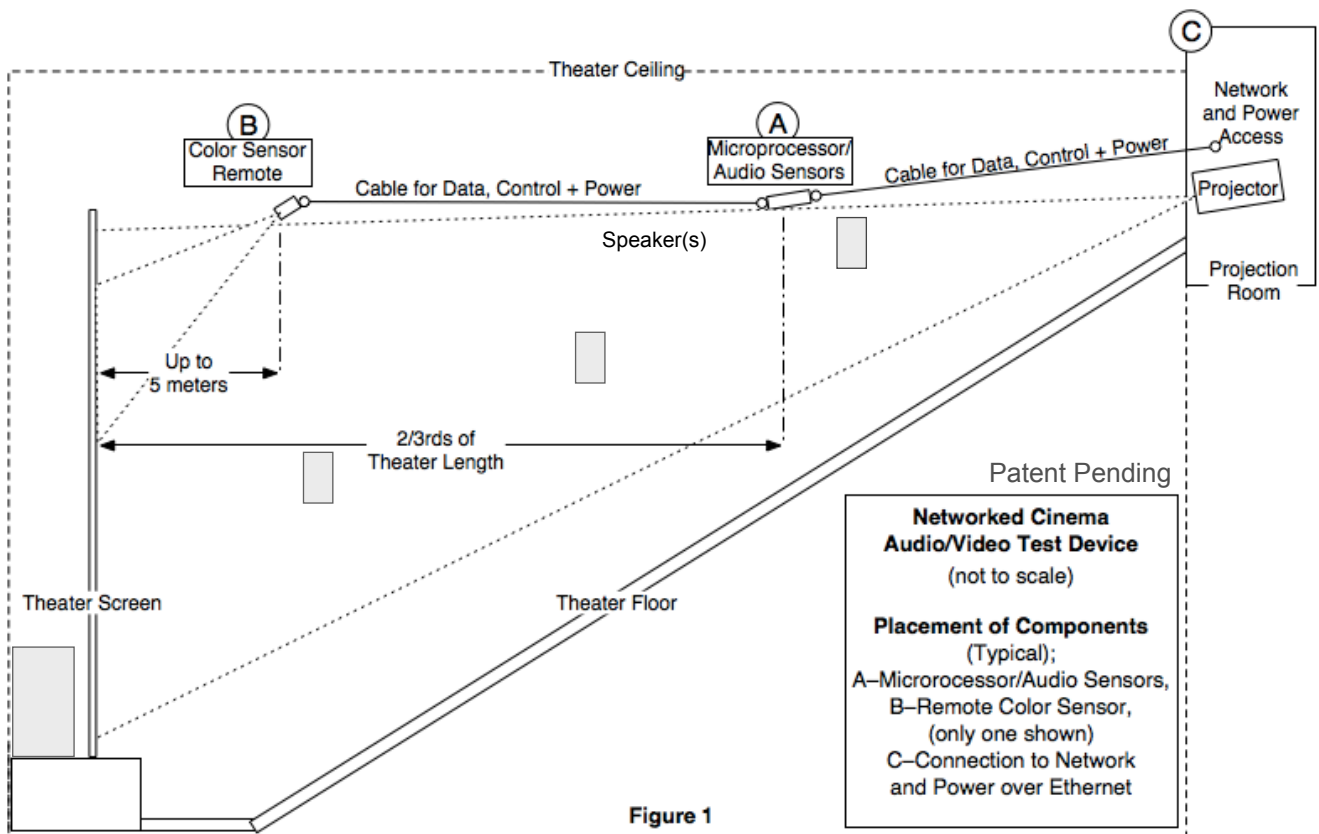 C
Theater Ceiling
Network
and Power
Access
B
Color Sensor
Remote
A
Microprocessor/
Audio Sensors
Cable for Data, Control + Power
Cable for Data, Control + Power
Projector
Speaker(s)
Projection
Room
Up to
5 meters
2/3rds of
Theater Length
Patent Pending
Networked Cinema
Audio/Video Test Device
(not to scale)
Theater Screen
Theater Floor
Placement of Components
(Typical);
A–Microrocessor/Audio Sensors,
B–Remote Color Sensor,
(only one shown)
C–Connection to Network
and Power over Ethernet
Figure 1